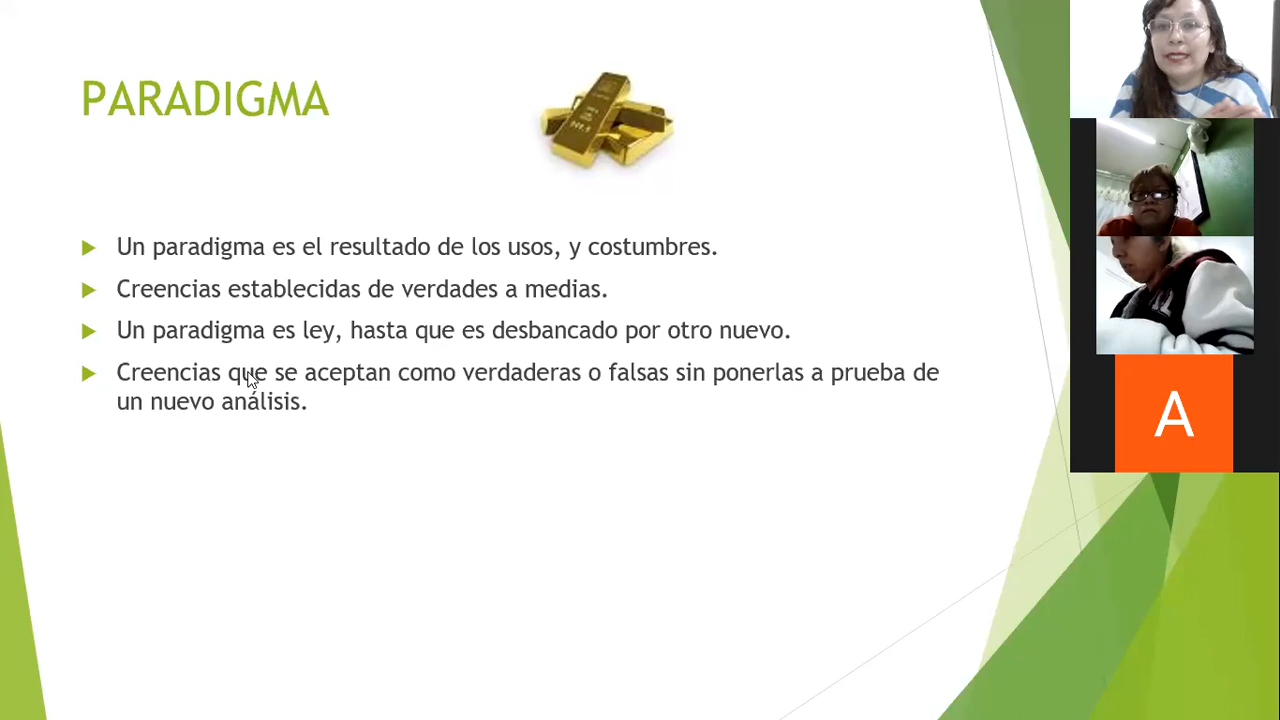 PARADIGMA
Un paradigma es el resultado de los usos, y costumbres.
Creencias establecidas de verdades a medias.
Un paradigma es ley, hasta que es desbancado por otro nuevo.
Creencias que se aceptan como verdaderas o falsas sin ponerlas a prueba de
un nuevo análisis.
A